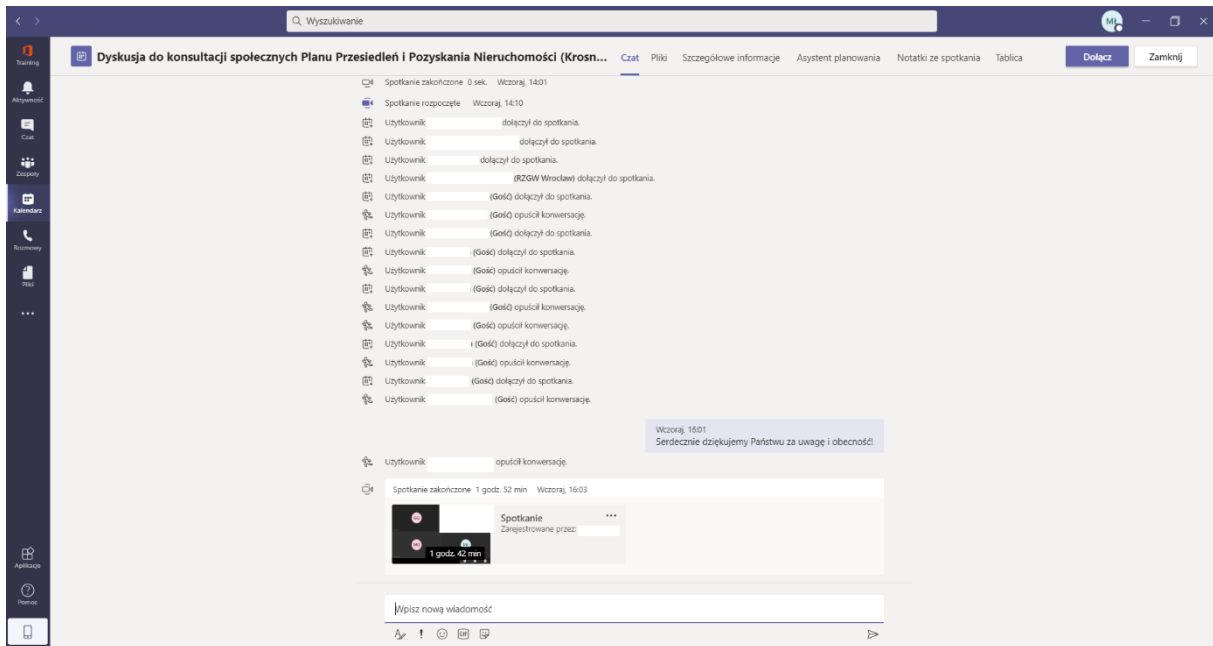 Wyszukiwanie
MŁ
Training
Aktywność
Czat
Zespoły
Kalendarz
Rozmowy
Pliki
Aplikacje
Pomoc
Dyskusja do konsultacji społecznych Planu Przesiedleń i Pozyskania Nieruchomości (Krosn...
Czat Pliki Szczegółowe informacje Asystent planowania Notatki ze spotkania Tablica
Dołącz Zamknij
Spotkanie zakończone 0 sek. Wczoraj, 14:01
Spotkanie rozpoczęte Wczoraj, 14:10
Użytkownik dołączył do spotkania.
Użytkownik dołączył do spotkania.
Użytkownik dołączył do spotkania.
Użytkownik (RZGW Wrocław) dołączył do spotkania.
Użytkownik (Gość) dołączył do spotkania.
Użytkownik (Gość) opuścił konwersację.
Użytkownik (Gość) dołączył do spotkania.
Użytkownik (Gość) dołączył do spotkania.
Użytkownik (Gość) opuścił konwersację.
Użytkownik (Gość) dołączył do spotkania.
Użytkownik (Gość) opuścił konwersację.
Użytkownik (Gość) opuścił konwersację.
Użytkownik (Gość) dołączył do spotkania.
Użytkownik (Gość) opuścił konwersację.
Użytkownik (Gość) dołączył do spotkania.
Użytkownik (Gość) opuścił konwersację.
Wczoraj, 16:01
Serdecznie dziękujemy Państwu za uwagę i obecność!
Użytkownik opuścił konwersację.
Spotkanie zakończone 1 godz. 52 min Wczoraj, 16:03
Spotkanie
Zarejestrowane przez:
1 godz. 42 min
Wpisz nową wiadomość
GIF